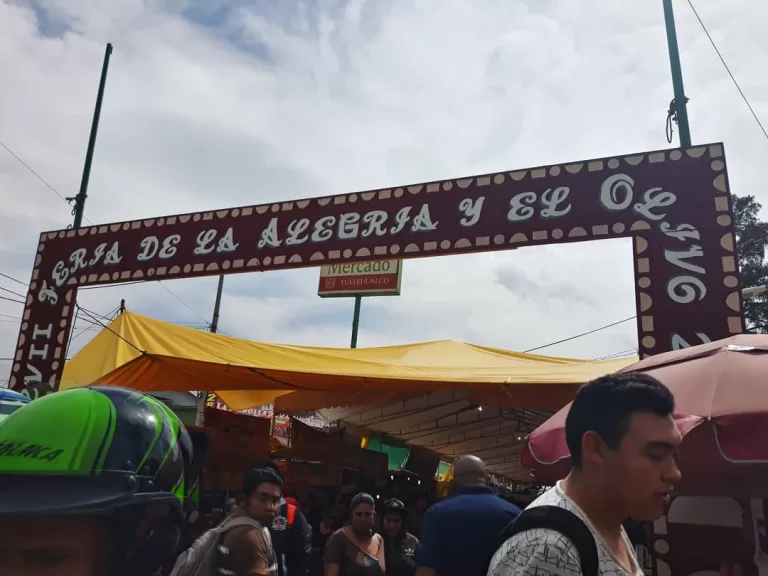 VII FERIA DE LA ALEGRIA Y EL OLIVO 2
Mercado
TULYEHUALCO